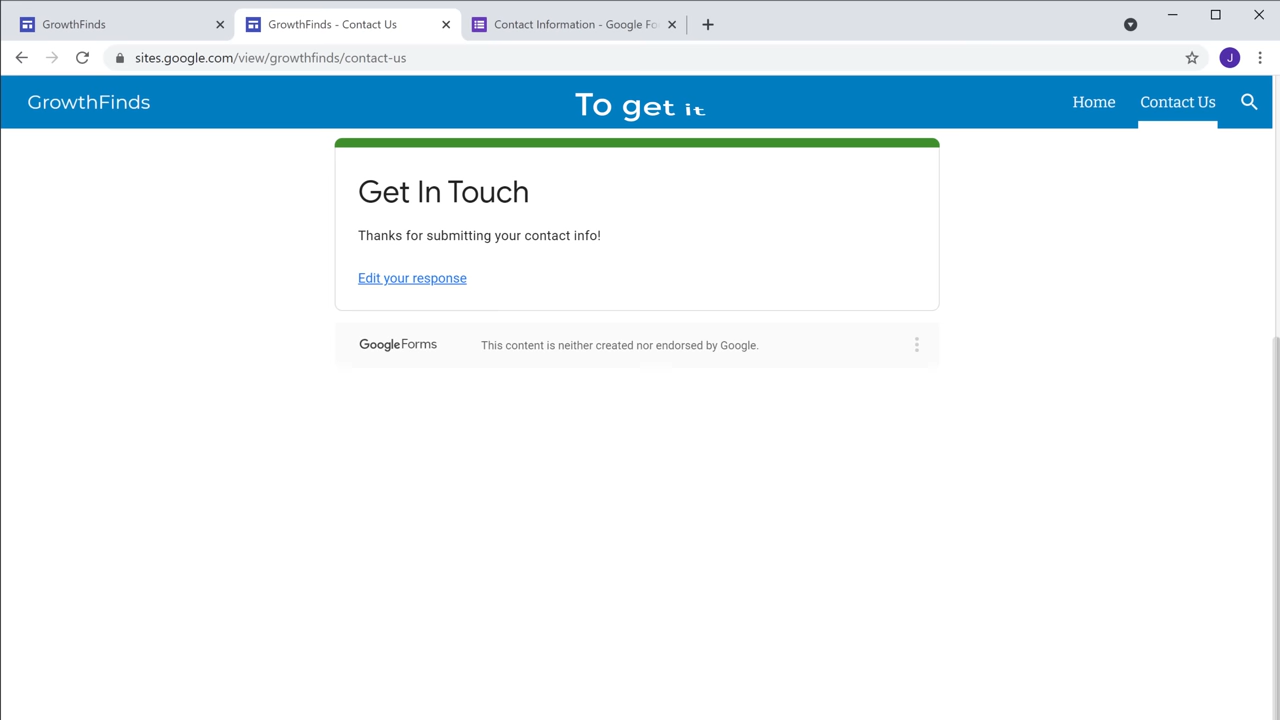 GrowthFinds
GrowthFinds - Contact Us
Contact Information - Google Fo
sites.google.com/view/growthfinds/contact-us
J
GrowthFinds
To get it
Home
Contact Us
Get In Touch
Thanks for submitting your contact info!
Edit your response
Google Forms
This content is neither created nor endorsed by Google.